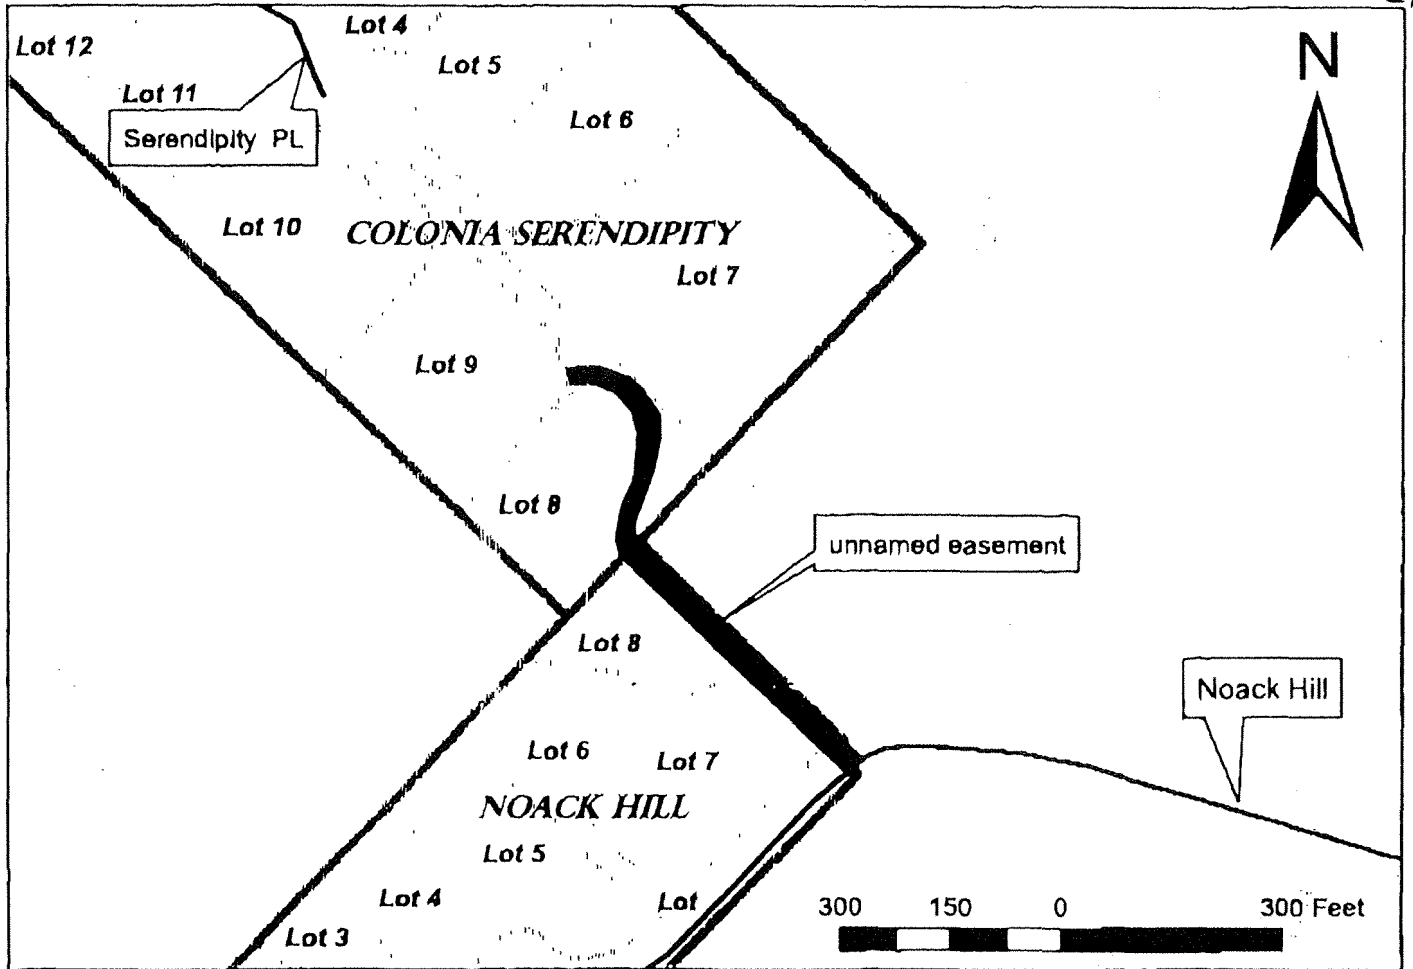 Lot 4
Lot 12
Lot 5
N
Lot 11
Lot 6
Serendipity PL
Lot 10
COLONIA SERENDIPITY
Lot 7
Lot 9
Lot 8
unnamed easement
Lot 8
Noack Hill
Lot 6
Lot 7
NOACK HILL
Lot 5
Lot 4
Lot
300 150 0 300 Feet
Lot 3